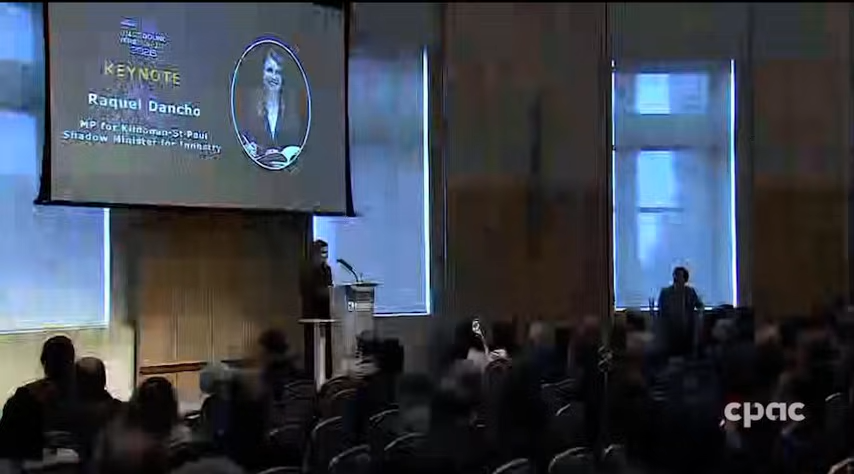 KEYNOTE
Raquel Dancho
MP for Kildonan-St-Paul
Shadow Minister for Industry
cpac